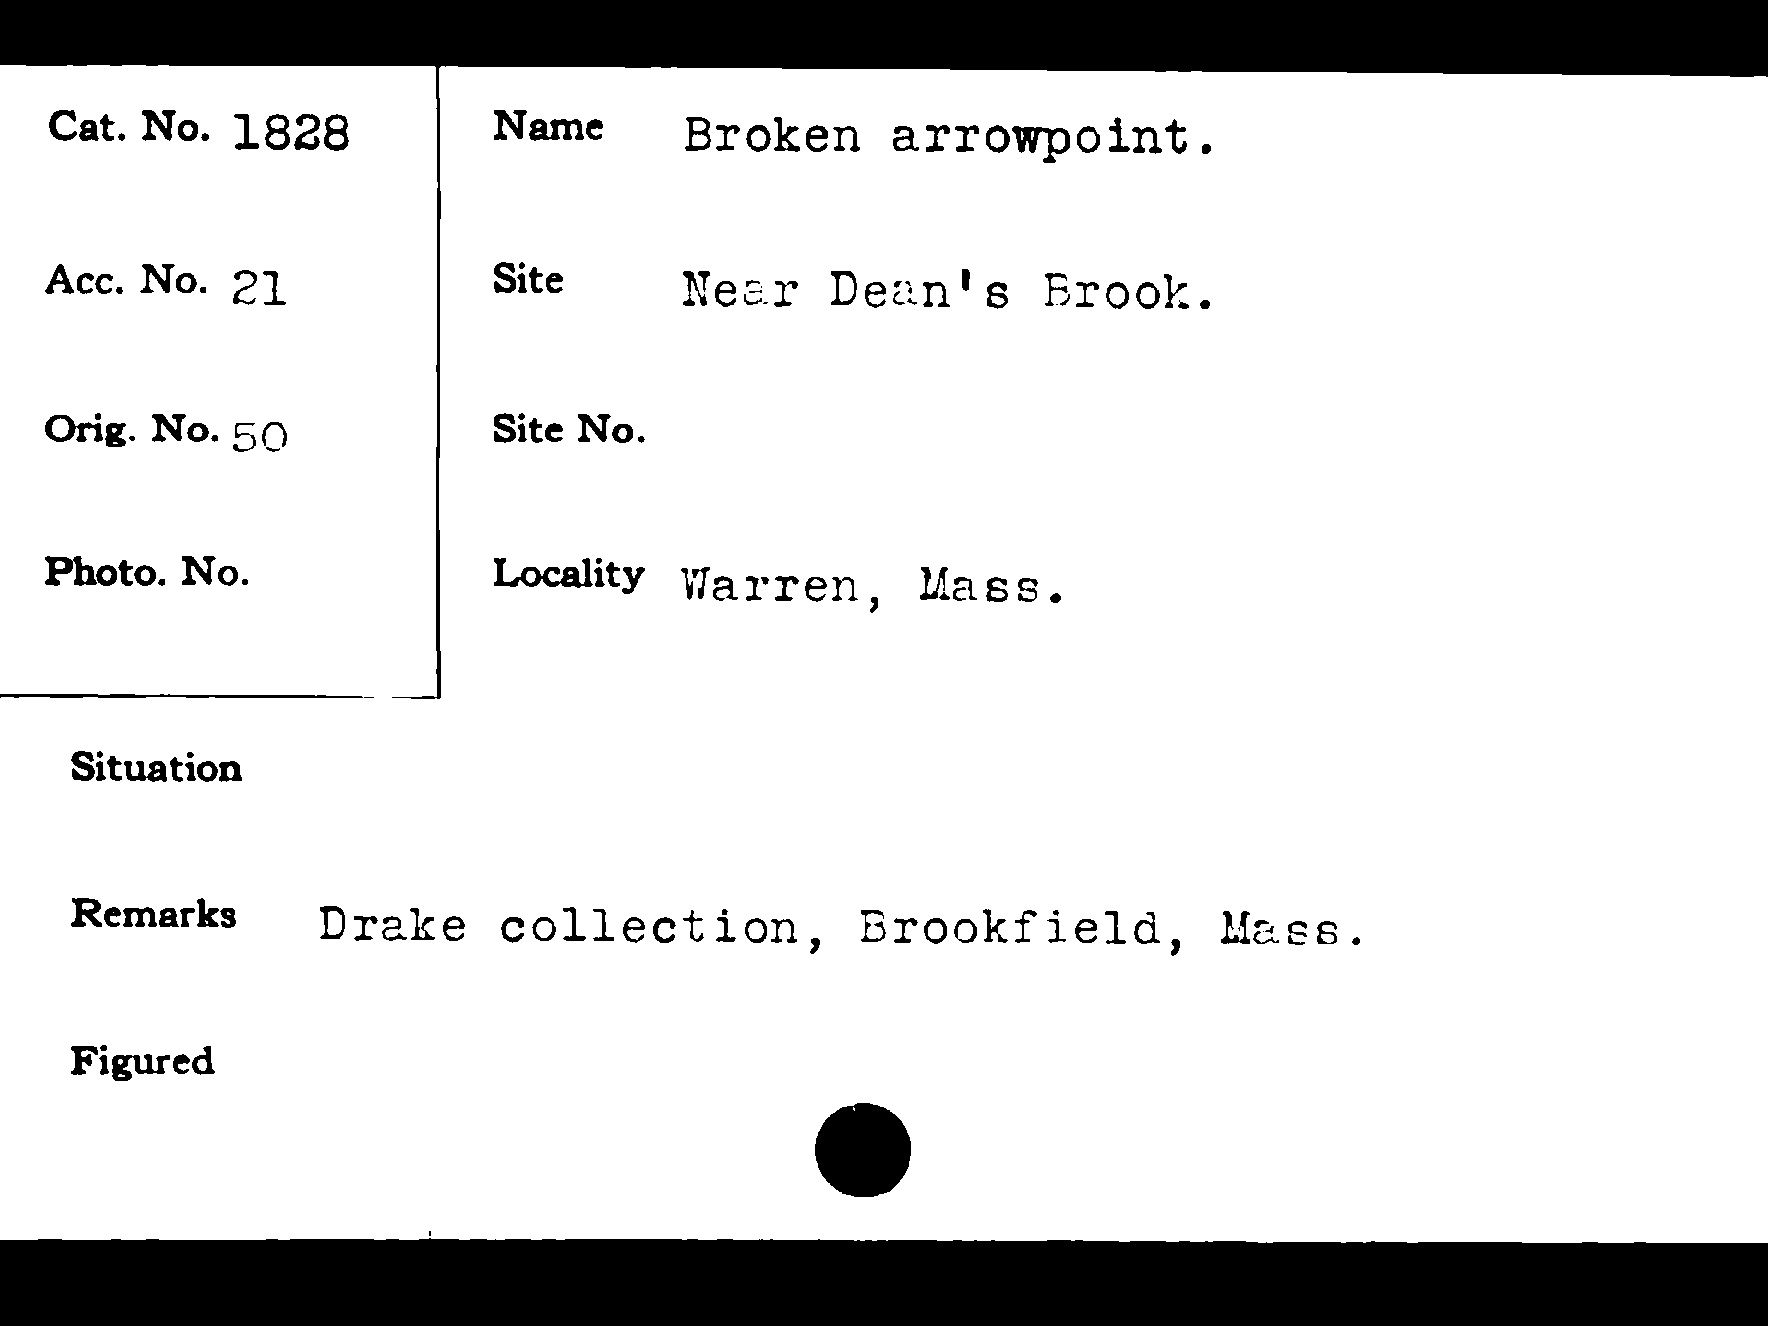 Cat. No. 1828
Name Broken arrowpoint.
Acc. No. 21
Site Near Dean's Brook.
Orig. No. 50
Site No.
Photo. No.
Locality Warren, Mass.
Situation
Remarks Drake collection, Brookfield, Mass.
Figured